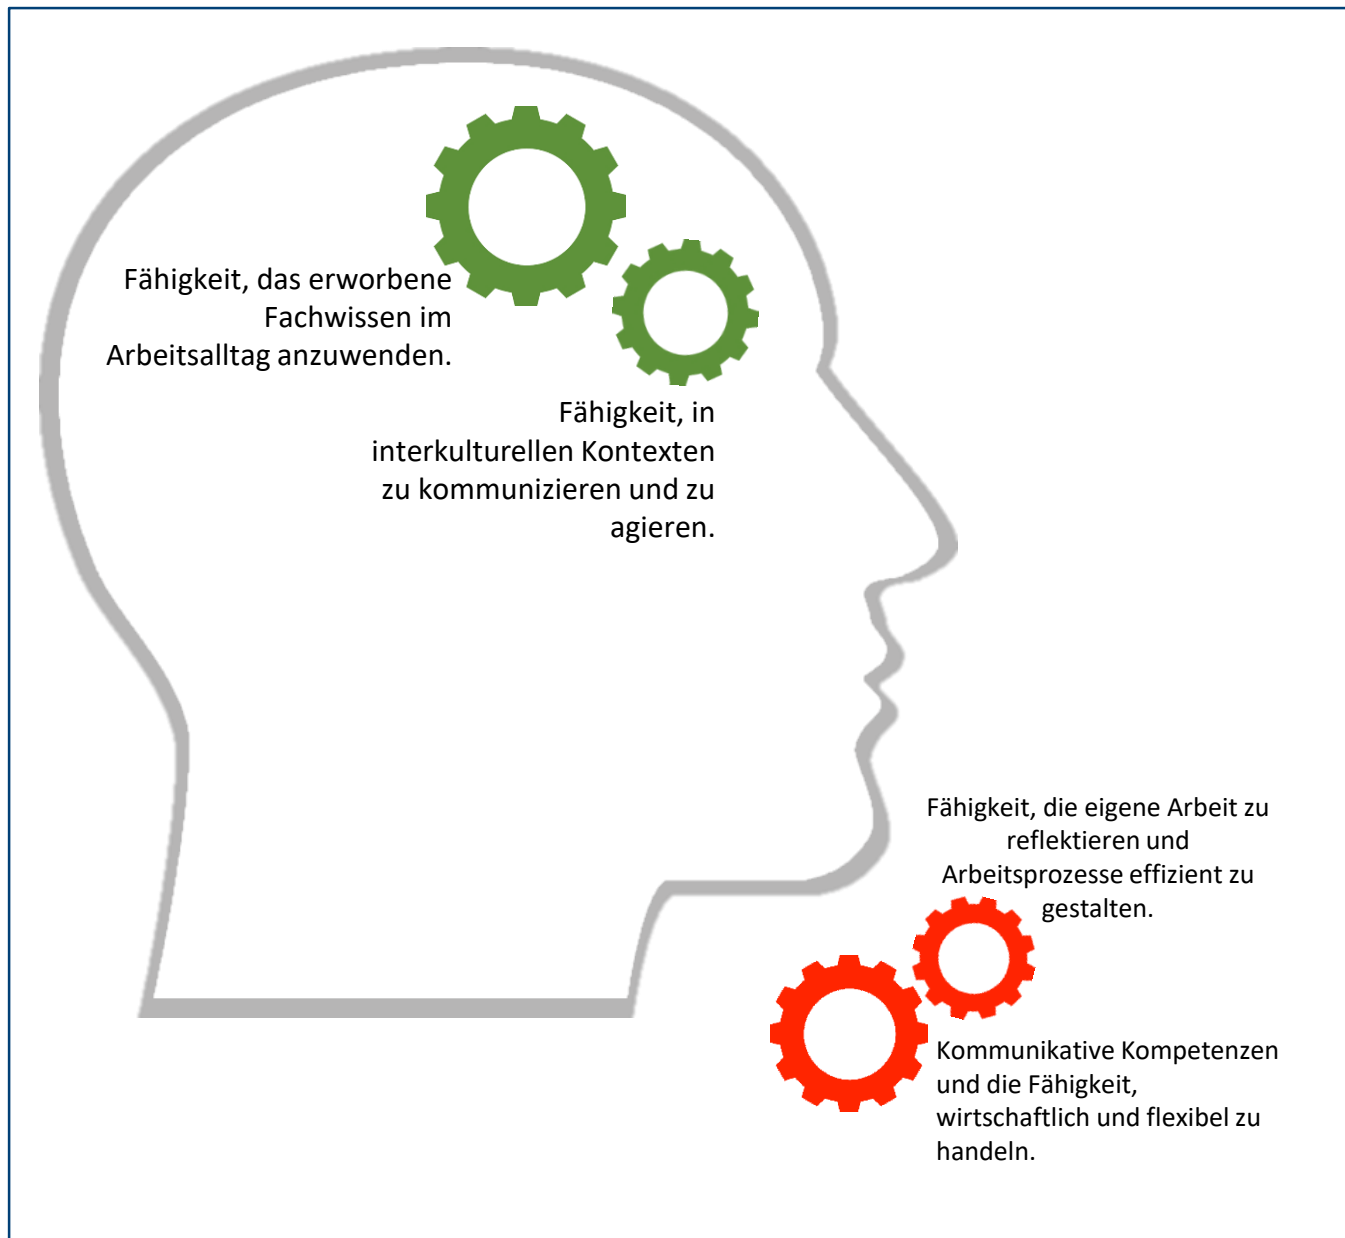 Fähigkeit, das erworbene
Fachwissen im
Arbeitsalltag anzuwenden.
Fähigkeit, in
interkulturellen Kontexten
zu kommunizieren und zu
agieren.
Fähigkeit, die eigene Arbeit zu
reflektieren und
Arbeitsprozesse effizient zu
gestalten.
Kommunikative Kompetenzen
und die Fähigkeit,
wirtschaftlich und flexibel zu
handeln.